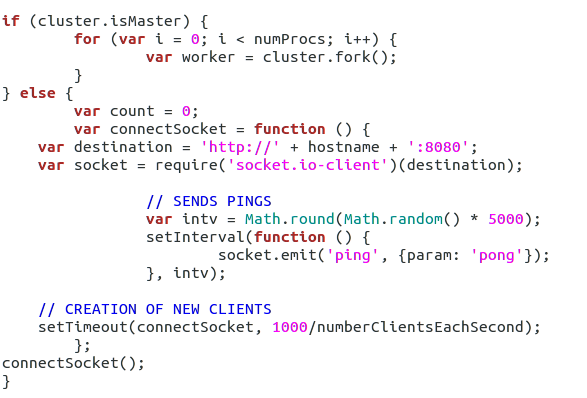 if (cluster.isMaster) {
        for (var i = 0; i < numProcs; i++) {
                var worker = cluster.fork();
        }
} else {
        var count = 0;
        var connectSocket = function () {
    var destination = 'http://' + hostname + ':8080';
    var socket = require('socket.io-client')(destination);

                // SENDS PINGS
                var intv = Math.round(Math.random() * 5000);
                setInterval(function () {
                        socket.emit('ping', {param: 'pong'});
                }, intv);

    // CREATION OF NEW CLIENTS
    setTimeout(connectSocket, 1000/numberClientsEachSecond);
        };
connectSocket();
}